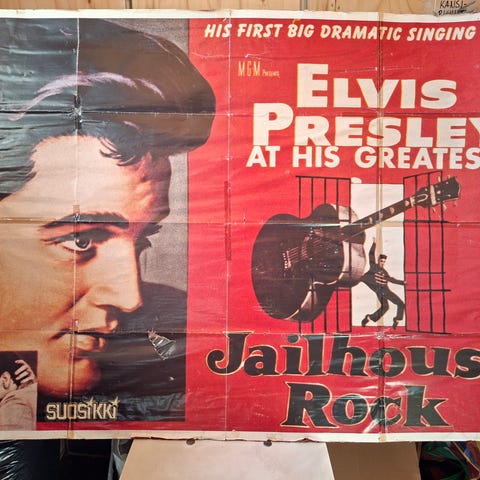 HIS FIRST BIG DRAMATIC SINGING
MGM Presents
ELVIS
PRESLEY
AT HIS GREATES
Jailhous
Rock
SUOSIKKI